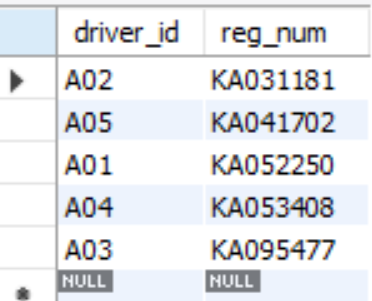 driver_id reg_num
A02 KA031181
A05 KA041702
A01 KA052250
A04 KA053408
A03 KA095477
NULL NULL